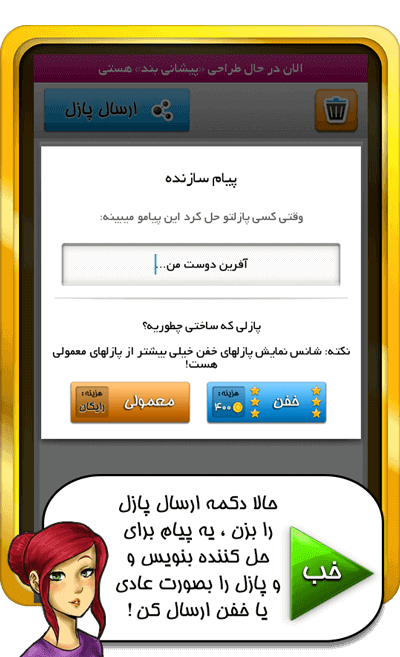 الان در حال طراحی «پیشانی بند» هستی
ارسال پازل
پیام سازنده
وقتی کسی پازلتو حل کرد این پیامو میبینه:
آفرین دوست من...
پازلی که ساختی چطوریه؟
نکته: شانس نمایش پازلهای خفن خیلی بیشتر از پازلهای معمولی
هست!
خفن
هزینه:
۴۰۰
معمولی
هزینه:
رایگان
حالا دکمه ارسال پازل
را بزن ، یه پیام برای
حل کننده بنویس و
و پازل را بصورت عادی
یا خفن ارسال کن !
خب